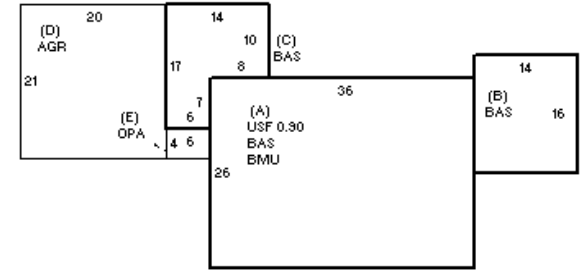 20
14
(D)
AGR
10
(C)
BAS
17
8
14
21
36
(B)
BAS
16
7
(A)
USF 0.90
BAS
BMU
(E)
OPA
6
4
6
26